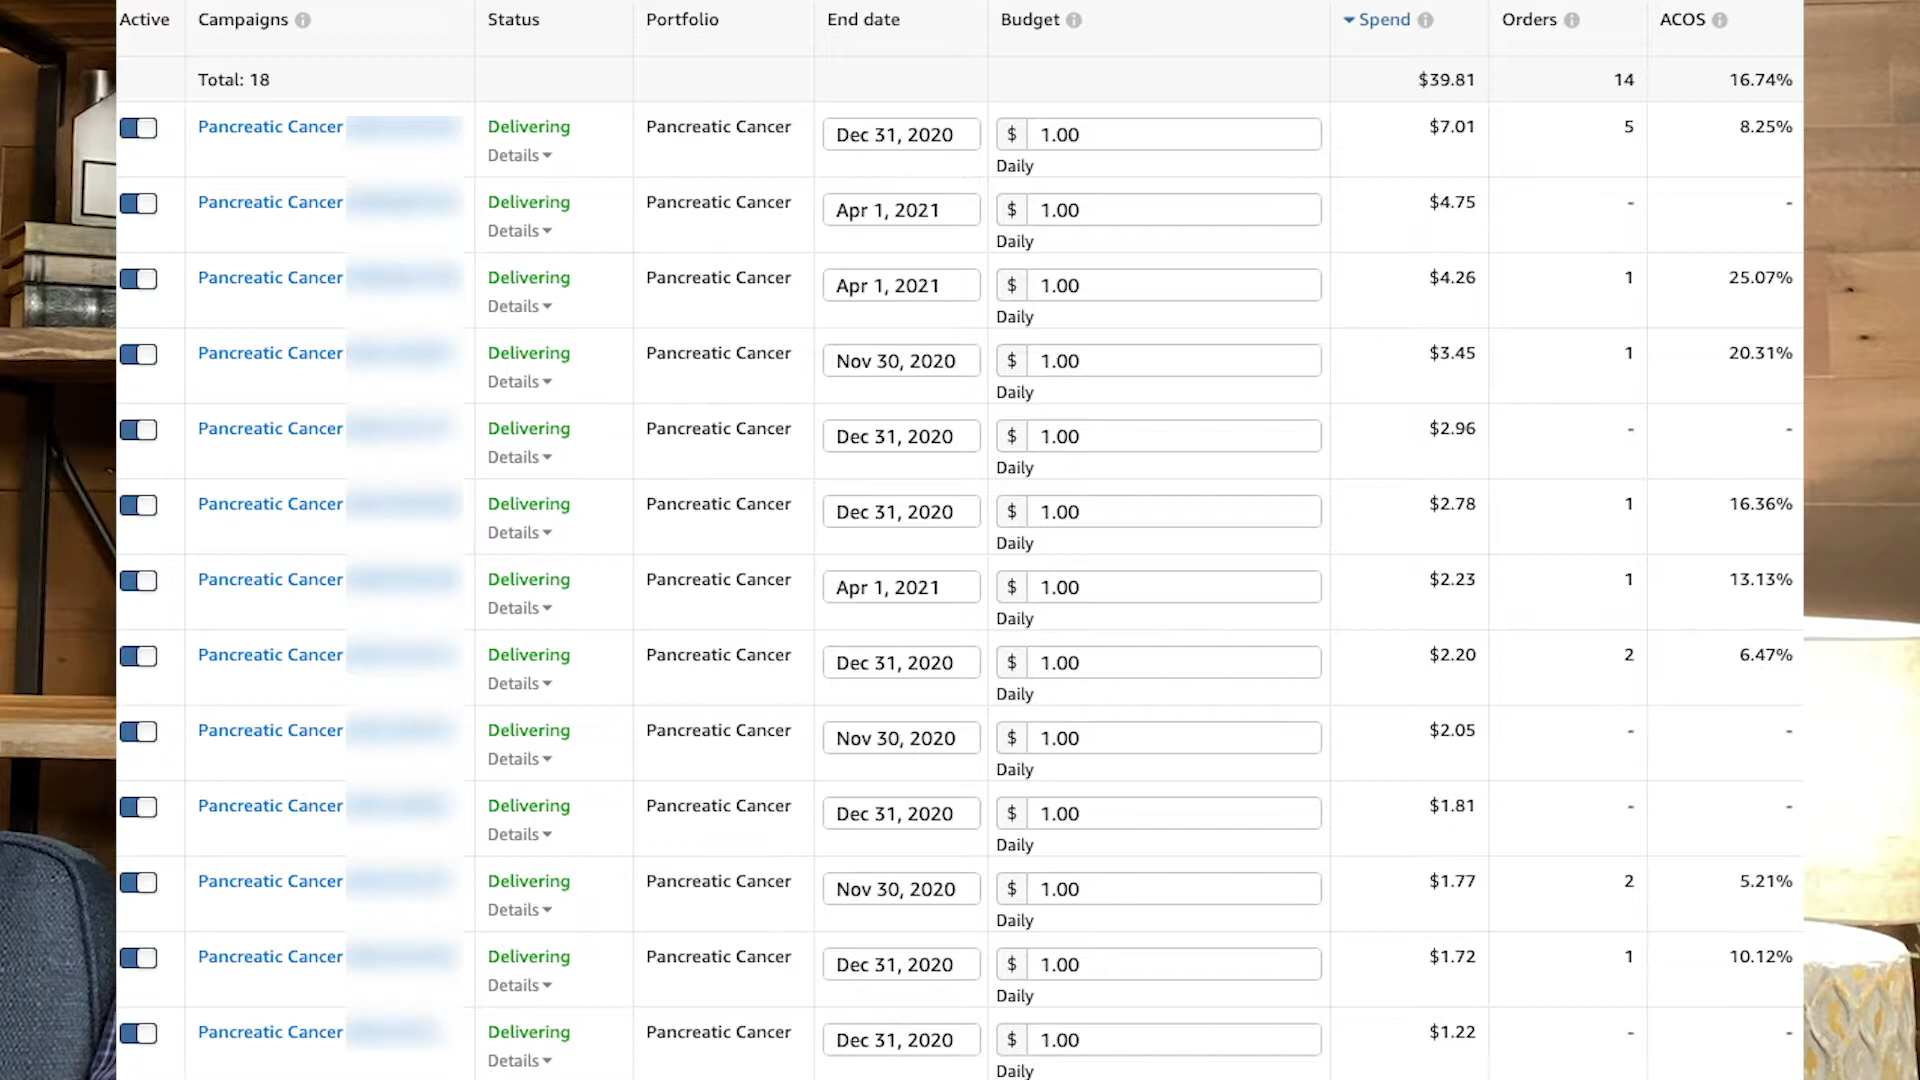 Active Campaigns Status Portfolio End date Budget Spend Orders ACOS
Total: 18 $39.81 14 16.74%
Pancreatic Cancer Delivering Pancreatic Cancer Dec 31, 2020 $ 1.00 $7.01 5 8.25%
Details Daily
Pancreatic Cancer Delivering Pancreatic Cancer Apr 1, 2021 $ 1.00 $4.75 - -
Details Daily
Pancreatic Cancer Delivering Pancreatic Cancer Apr 1, 2021 $ 1.00 $4.26 1 25.07%
Details Daily
Pancreatic Cancer Delivering Pancreatic Cancer Nov 30, 2020 $ 1.00 $3.45 1 20.31%
Details Daily
Pancreatic Cancer Delivering Pancreatic Cancer Dec 31, 2020 $ 1.00 $2.96 - -
Details Daily
Pancreatic Cancer Delivering Pancreatic Cancer Dec 31, 2020 $ 1.00 $2.78 1 16.36%
Details Daily
Pancreatic Cancer Delivering Pancreatic Cancer Apr 1, 2021 $ 1.00 $2.23 1 13.13%
Details Daily
Pancreatic Cancer Delivering Pancreatic Cancer Dec 31, 2020 $ 1.00 $2.20 2 6.47%
Details Daily
Pancreatic Cancer Delivering Pancreatic Cancer Nov 30, 2020 $ 1.00 $2.05 - -
Details Daily
Pancreatic Cancer Delivering Pancreatic Cancer Dec 31, 2020 $ 1.00 $1.81 - -
Details Daily
Pancreatic Cancer Delivering Pancreatic Cancer Nov 30, 2020 $ 1.00 $1.77 2 5.21%
Details Daily
Pancreatic Cancer Delivering Pancreatic Cancer Dec 31, 2020 $ 1.00 $1.72 1 10.12%
Details Daily
Pancreatic Cancer Delivering Pancreatic Cancer Dec 31, 2020 $ 1.00 $1.22 - -
Details Daily